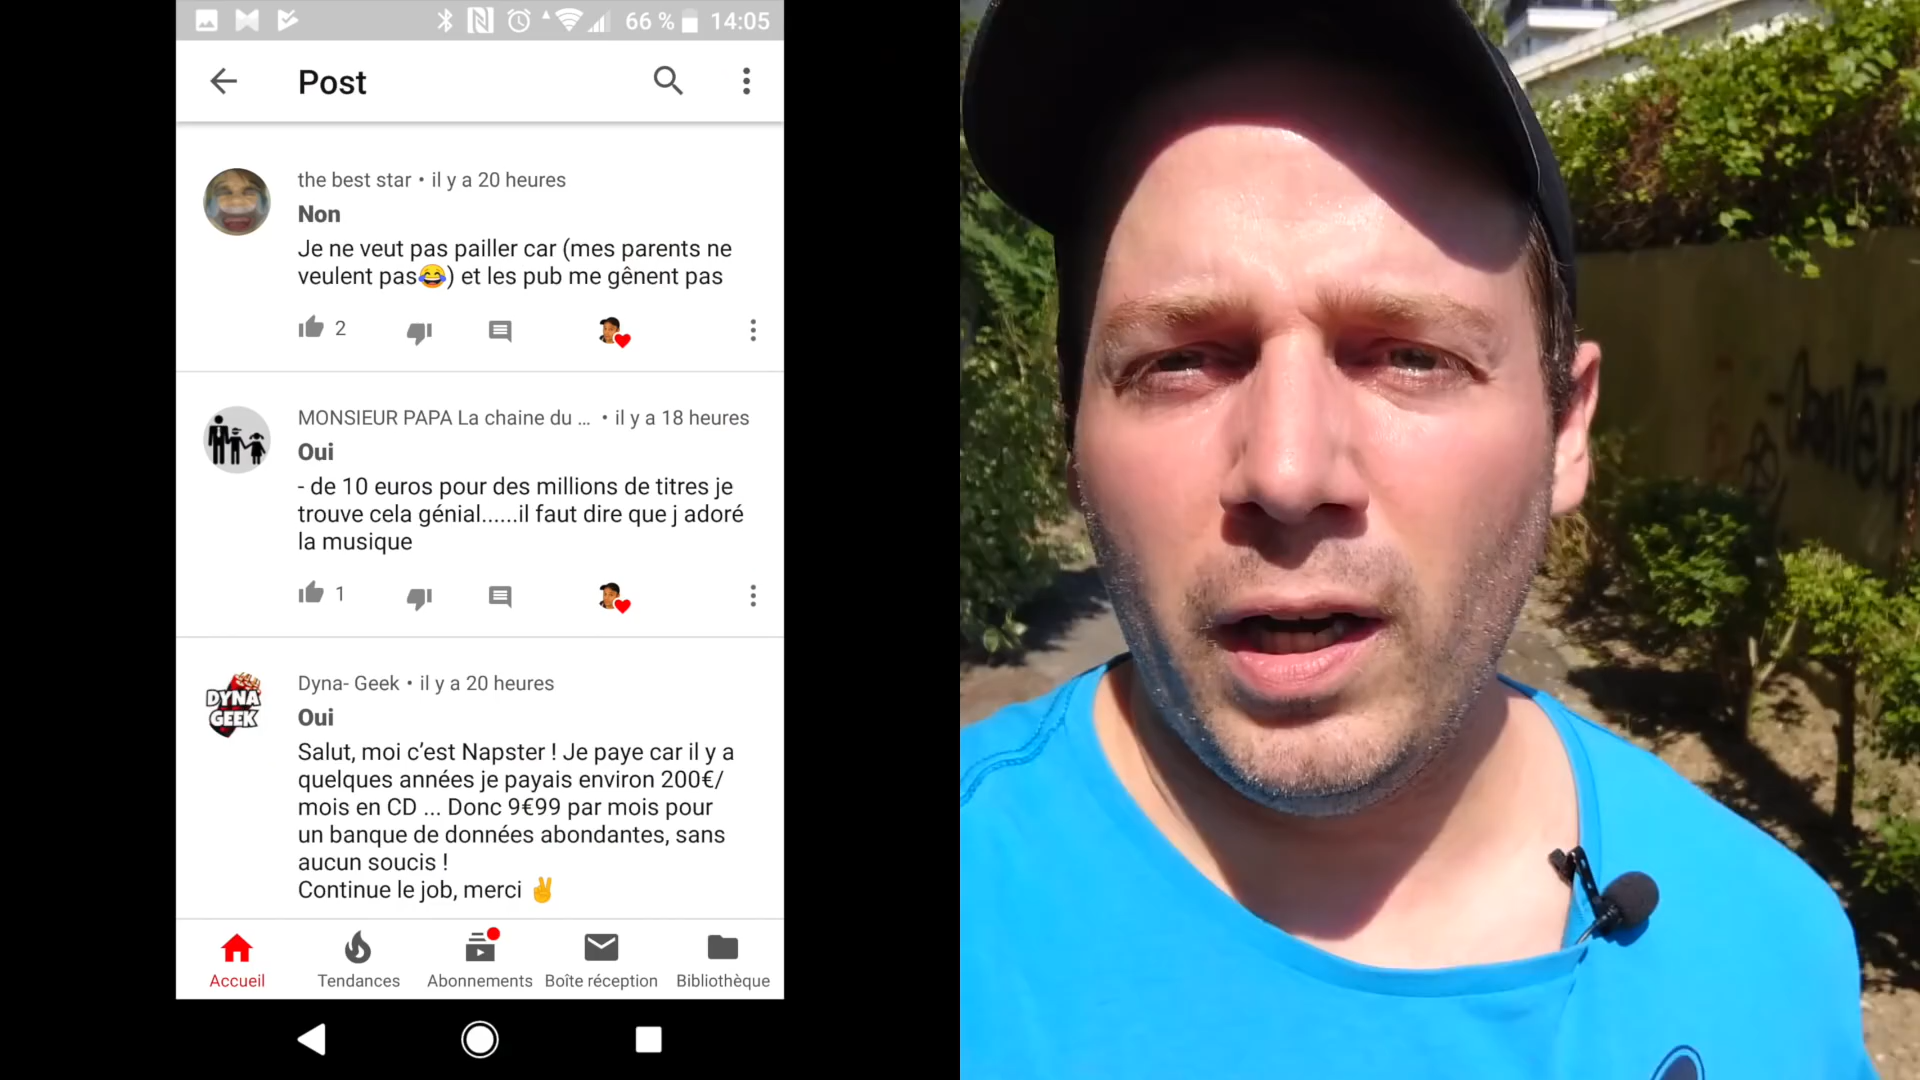 66 % 14:05
Post
the best star • il y a 20 heures
Non
Je ne veut pas pailler car (mes parents ne
veulent pas😂) et les pub me gênent pas
2
MONSIEUR PAPA La chaine du ... • il y a 18 heures
Oui
- de 10 euros pour des millions de titres je
trouve cela génial......il faut dire que j adoré
la musique
1
DYNA
GEEK
Dyna- Geek • il y a 20 heures
Oui
Salut, moi c’est Napster ! Je paye car il y a
quelques années je payais environ 200€/
mois en CD ... Donc 9€99 par mois pour
un banque de données abondantes, sans
aucun soucis !
Continue le job, merci ✌
Accueil Tendances Abonnements Boîte réception Bibliothèque